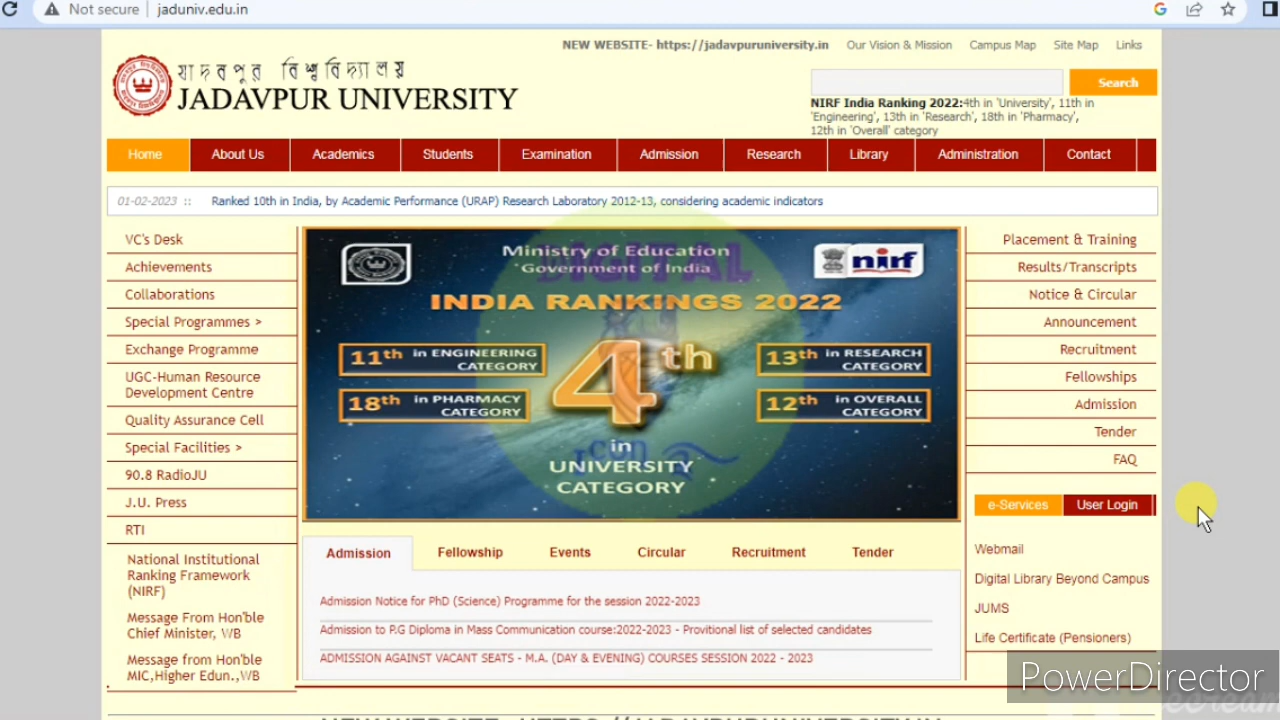 Not secure | jaduniv.edu.in
NEW WEBSITE- https://jadavpuruniversity.in Our Vision & Mission Campus Map Site Map Links
যাদবপুর বিশ্ববিদ্যালয়
JADAVPUR UNIVERSITY
Search
NIRF India Ranking 2022:4th in 'University', 11th in
'Engineering', 13th in 'Research', 18th in 'Pharmacy',
12th in 'Overall' category
Home About Us Academics Students Examination Admission Research Library Administration Contact
01-02-2023 :: Ranked 10th in India, by Academic Performance (URAP) Research Laboratory 2012-13, considering academic indicators
VC's Desk
Achievements
Collaborations
Special Programmes >
Exchange Programme
UGC-Human Resource
Development Centre
Quality Assurance Cell
Special Facilities >
90.8 RadioJU
J.U. Press
RTI
National Institutional
Ranking Framework
(NIRF)
Message From Hon'ble
Chief Minister, WB
Message from Hon'ble
MIC,Higher Edun.,WB
Ministry of Education
Government of India
nirf
INDIA RANKINGS 2022
11th in ENGINEERING
CATEGORY
13th in RESEARCH
CATEGORY
4th
18th in PHARMACY
CATEGORY
12th in OVERALL
CATEGORY
in
UNIVERSITY
CATEGORY
Admission Fellowship Events Circular Recruitment Tender
Admission Notice for PhD (Science) Programme for the session 2022-2023
Admission to P.G Diploma in Mass Communication course:2022-2023 - Provitional list of selected candidates
ADMISSION AGAINST VACANT SEATS - M.A. (DAY & EVENING) COURSES SESSION 2022 - 2023
Placement & Training
Results/Transcripts
Notice & Circular
Announcement
Recruitment
Fellowships
Admission
Tender
FAQ
e-Services User Login
Webmail
Digital Library Beyond Campus
JUMS
Life Certificate (Pensioners)
PowerDirector